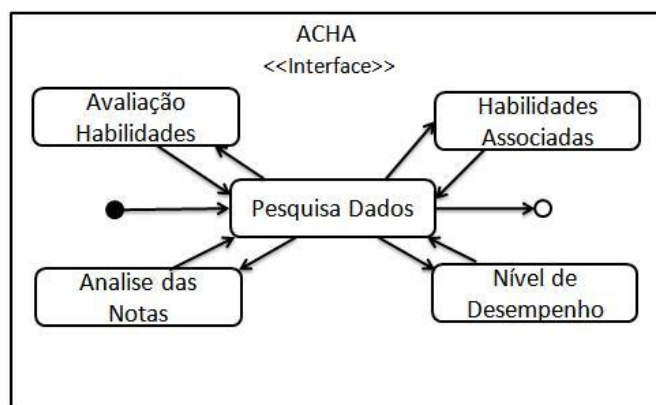 ACHA
<<Interface>>
Avaliação
Habilidades
Habilidades
Associadas
Pesquisa Dados
Analise das
Notas
Nível de
Desempenho